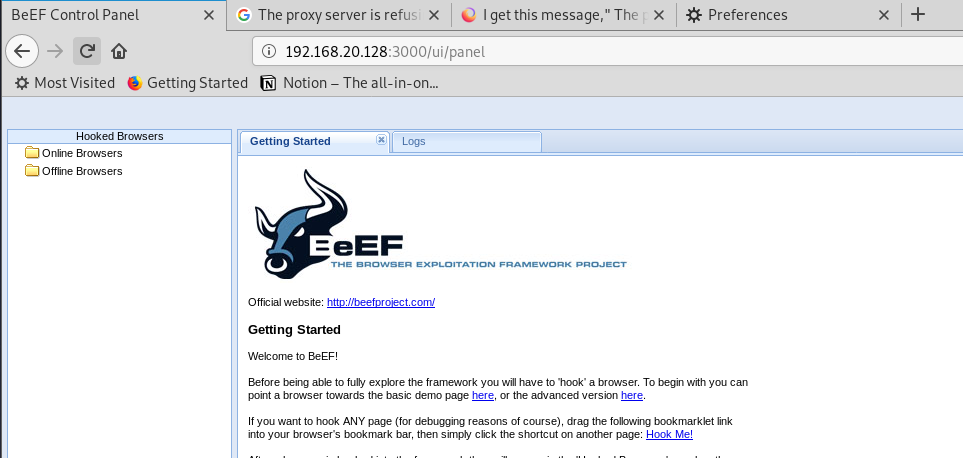 BeEF Control Panel
The proxy server is refusi
I get this message," The p
Preferences
192.168.20.128:3000/ui/panel
Most Visited
Getting Started
Notion – The all-in-on...
Hooked Browsers
Getting Started
Logs
Online Browsers
Offline Browsers
BeEF
THE BROWSER EXPLOITATION FRAMEWORK PROJECT
Official website: http://beefproject.com/
Getting Started
Welcome to BeEF!
Before being able to fully explore the framework you will have to 'hook' a browser. To begin with you can
point a browser towards the basic demo page here, or the advanced version here.
If you want to hook ANY page (for debugging reasons of course), drag the following bookmarklet link
into your browser's bookmark bar, then simply click the shortcut on another page: Hook Me!